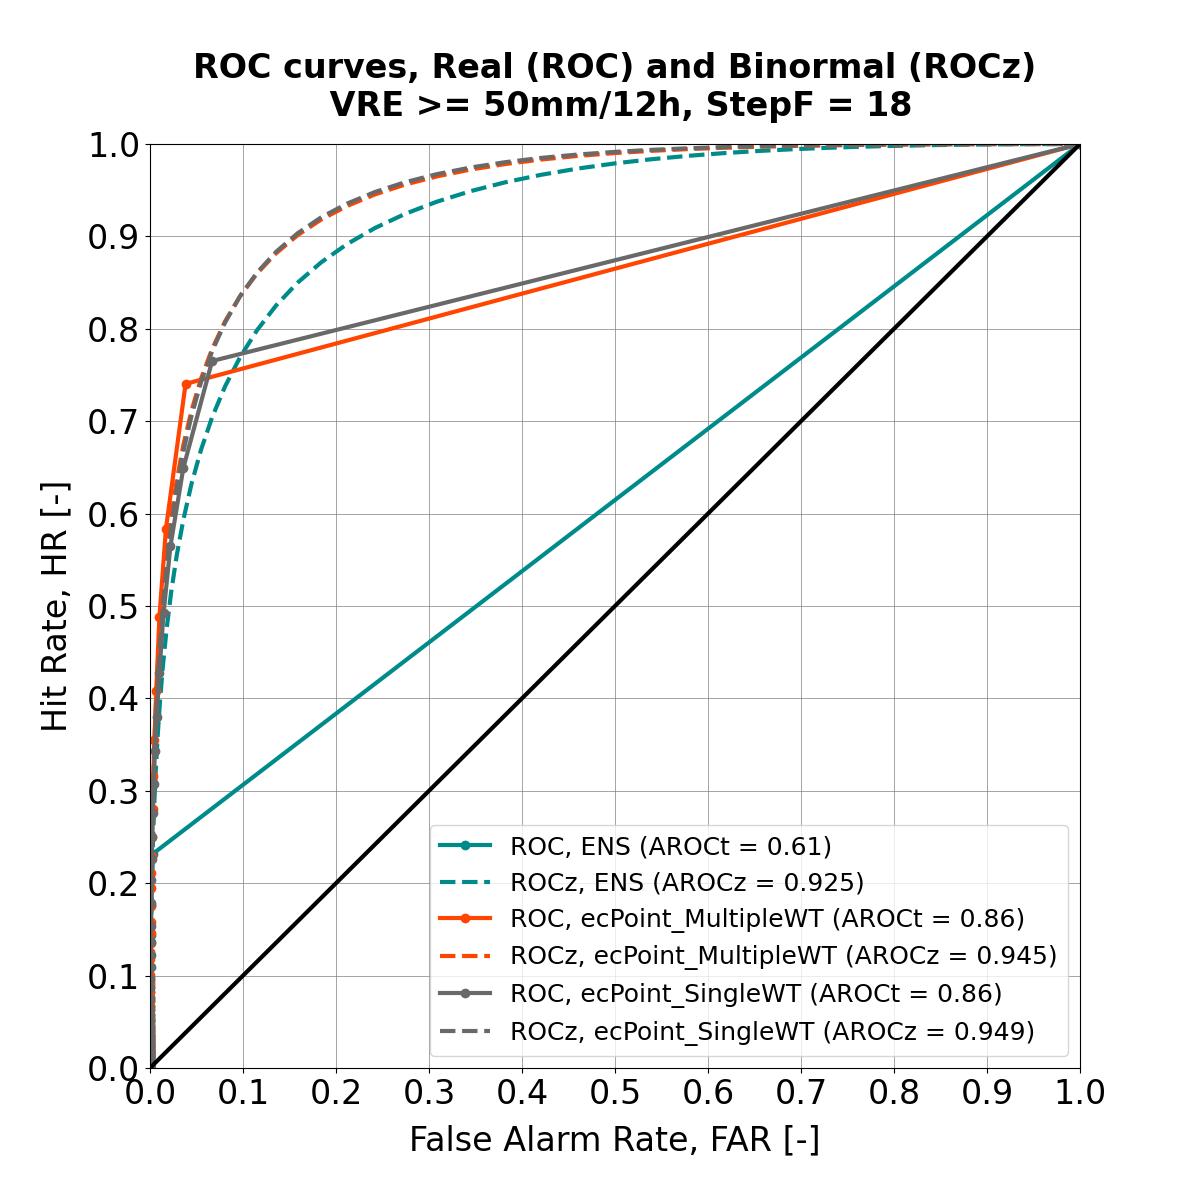 ROC curves, Real (ROC) and Binormal (ROCz)
VRE >= 50mm/12h, StepF = 18
1.0
0.9
0.8
0.7
0.6
0.5
0.4
0.3
0.2
0.1
0.0
Hit Rate, HR [-]
ROC, ENS (AROCt = 0.61)
ROCz, ENS (AROCz = 0.925)
ROC, ecPoint_MultipleWT (AROCt = 0.86)
ROCz, ecPoint_MultipleWT (AROCz = 0.945)
ROC, ecPoint_SingleWT (AROCt = 0.86)
ROCz, ecPoint_SingleWT (AROCz = 0.949)
0.0 0.1 0.2 0.3 0.4 0.5 0.6 0.7 0.8 0.9 1.0
False Alarm Rate, FAR [-]